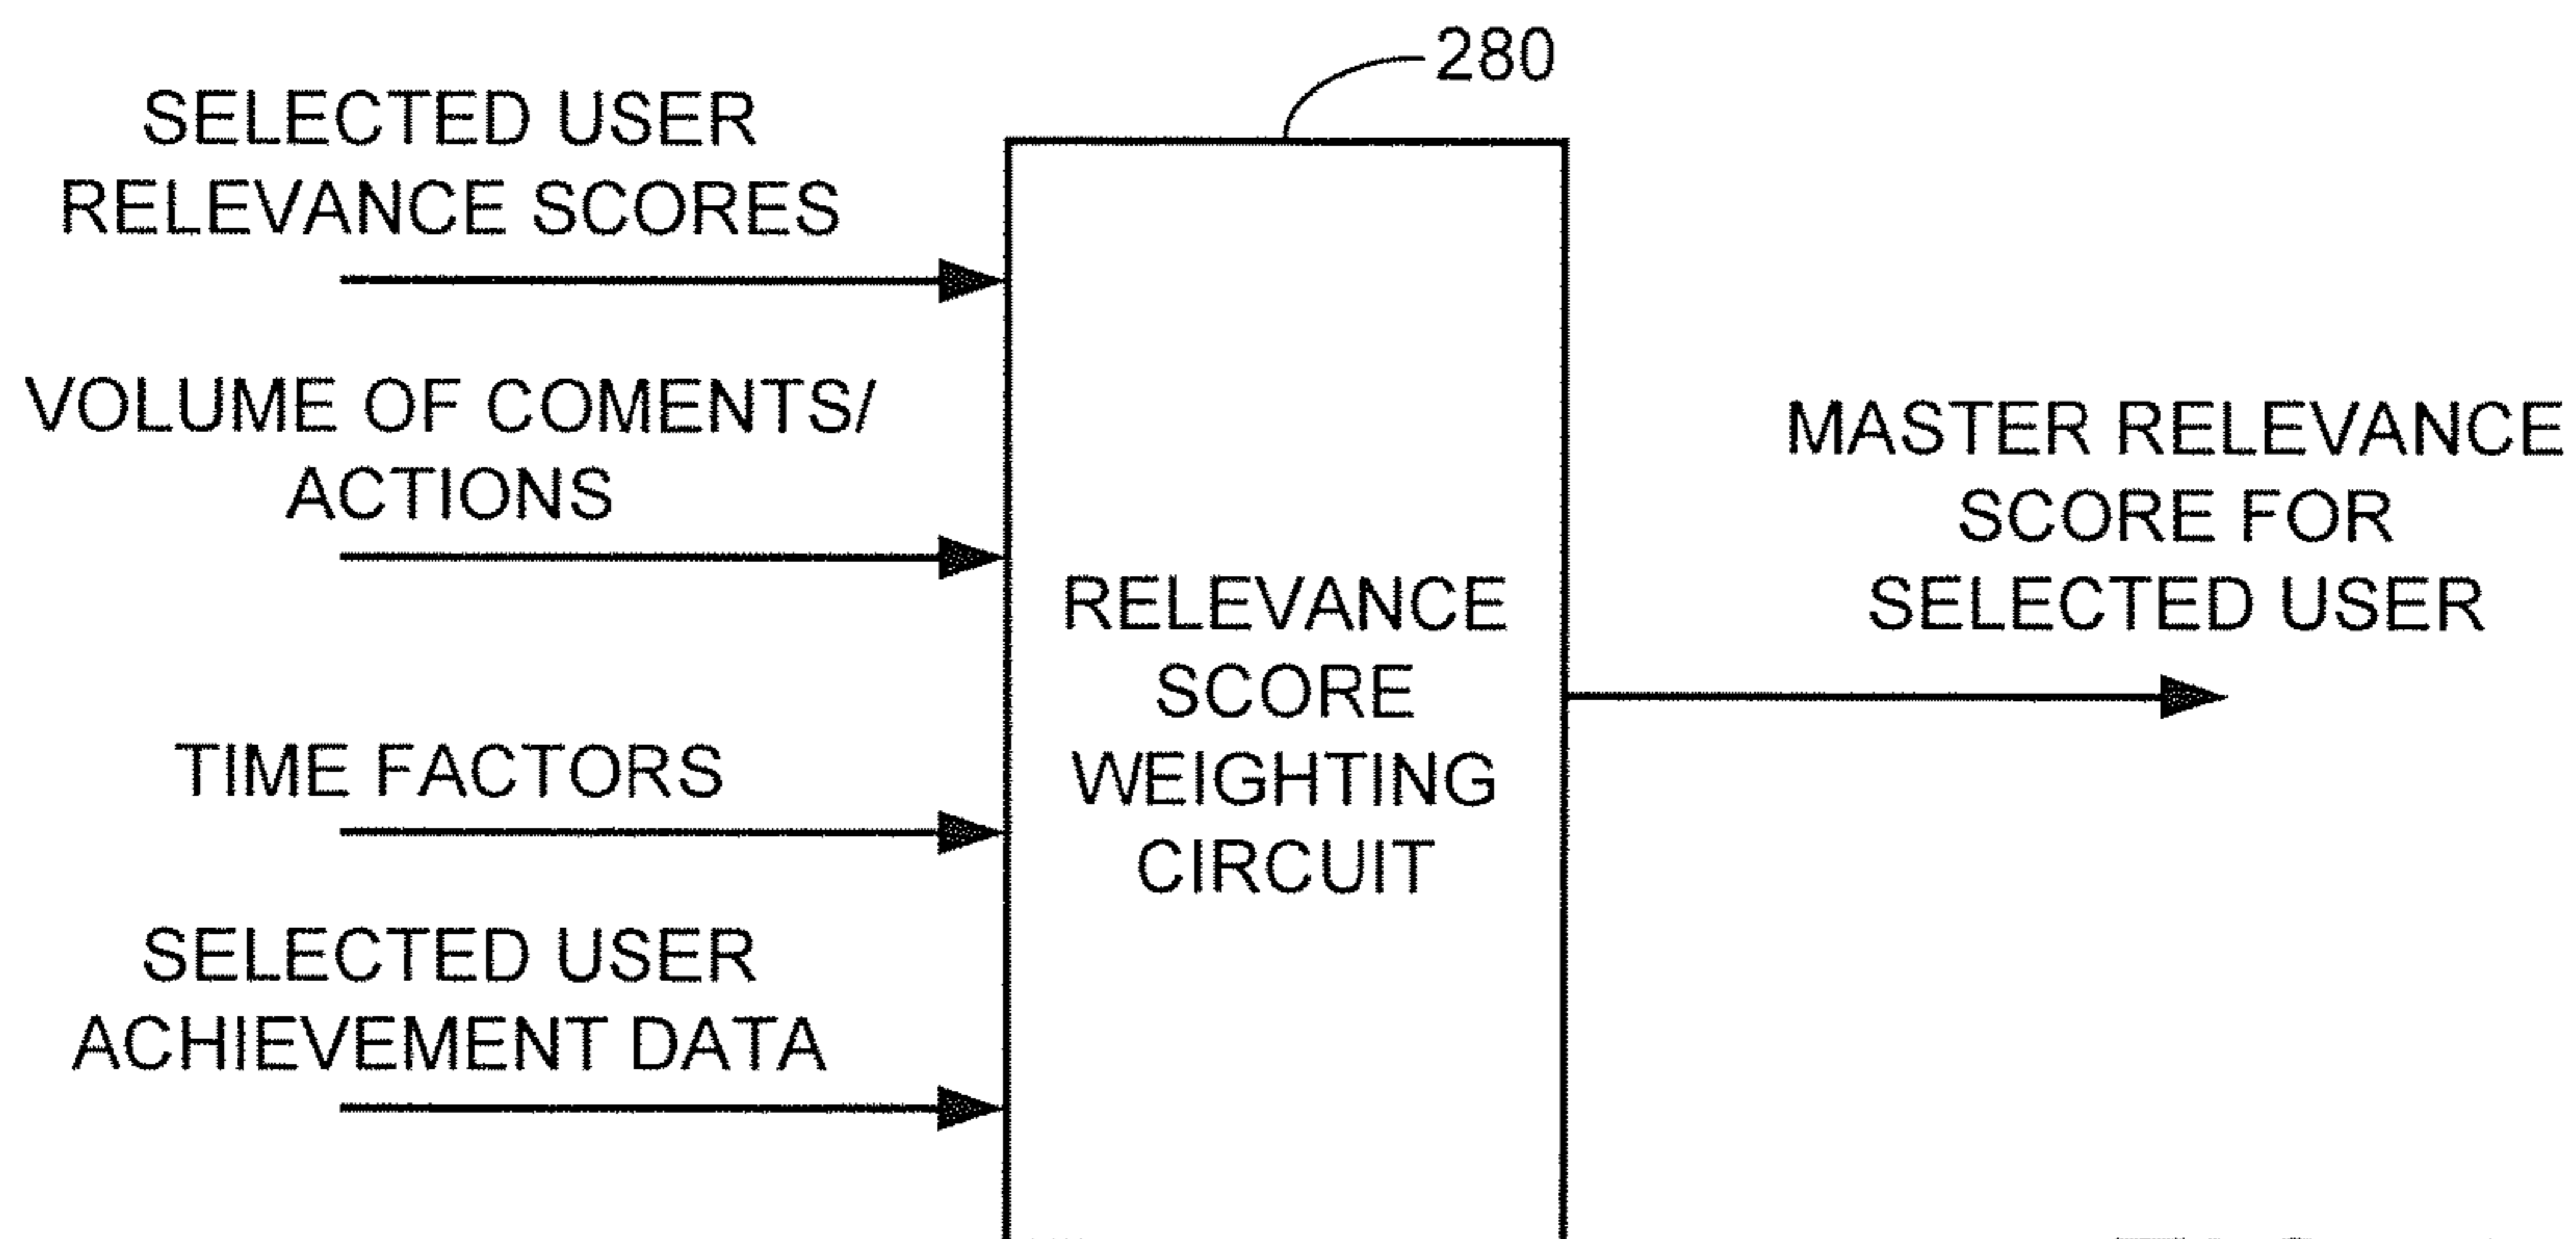 280
SELECTED USER
RELEVANCE SCORES
VOLUME OF COMENTS/
ACTIONS
TIME FACTORS
SELECTED USER
ACHIEVEMENT DATA
RELEVANCE
SCORE
WEIGHTING
CIRCUIT
MASTER RELEVANCE
SCORE FOR
SELECTED USER